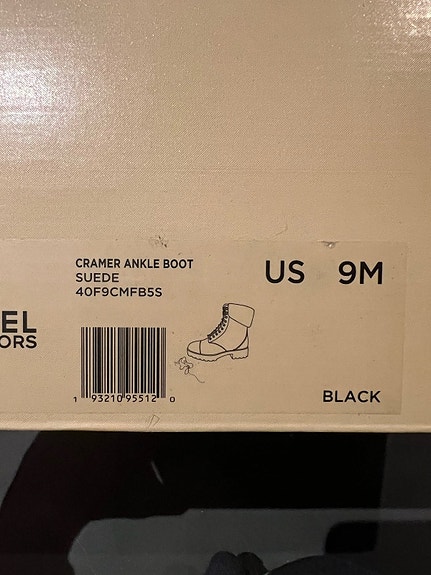 CRAMER ANKLE BOOT
SUEDE
40F9CMFB5S
US 9M
EL
ORS
1 93210 95512 0
BLACK